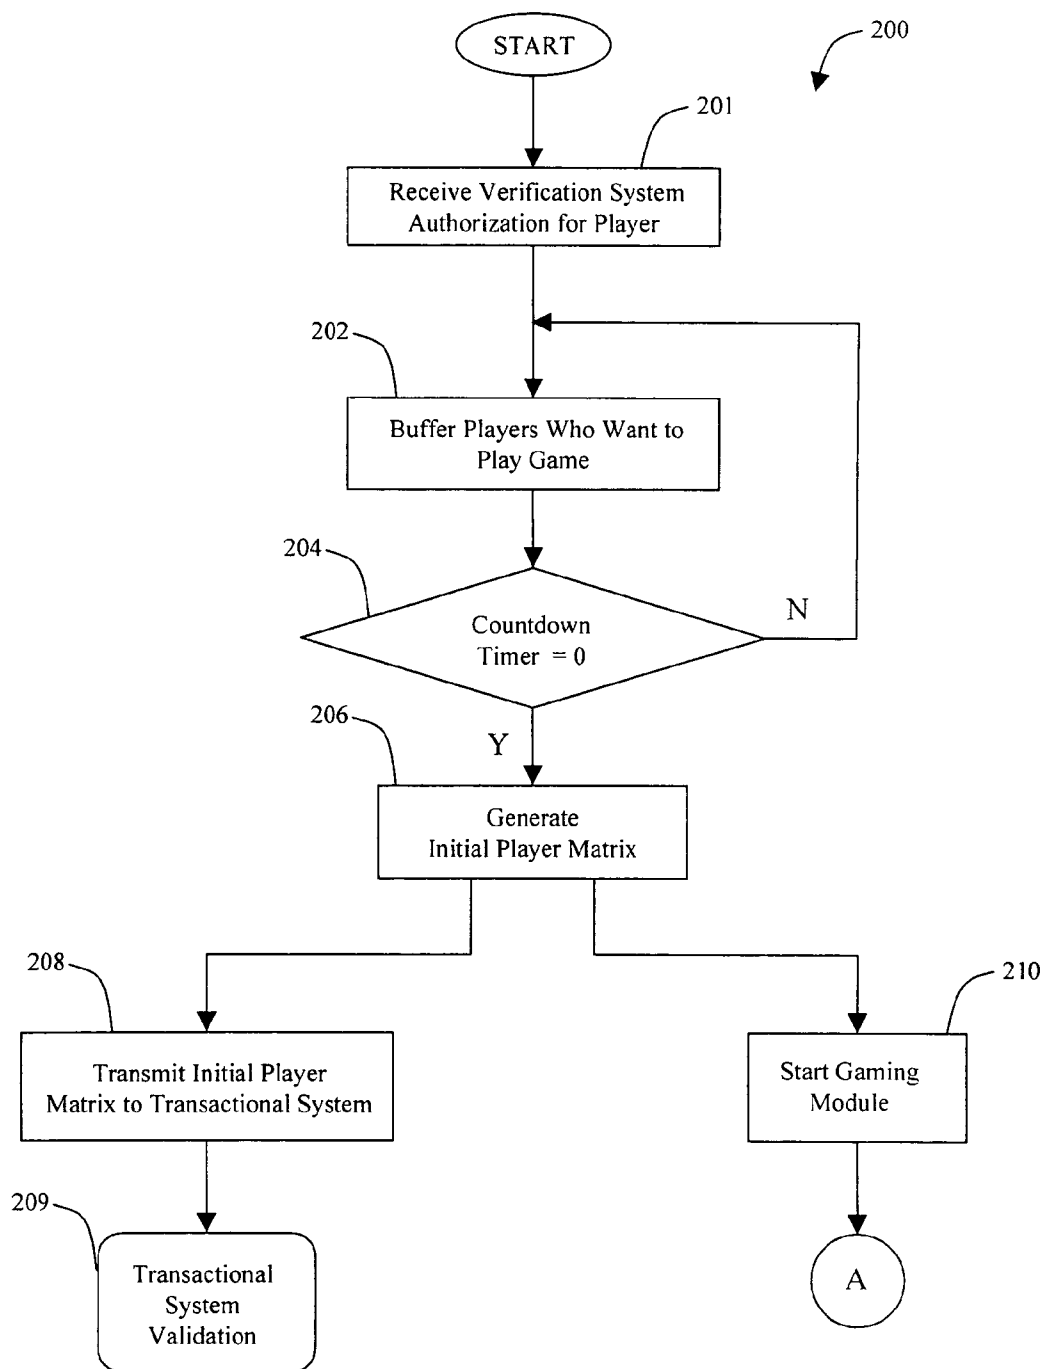 START
200
201
Receive Verification System
Authorization for Player
202
Buffer Players Who Want to
Play Game
204
Countdown
Timer = 0
N
206
Y
Generate
Initial Player Matrix
208
210
Transmit Initial Player
Matrix to Transactional System
Start Gaming
Module
209
Transactional
System
Validation
A